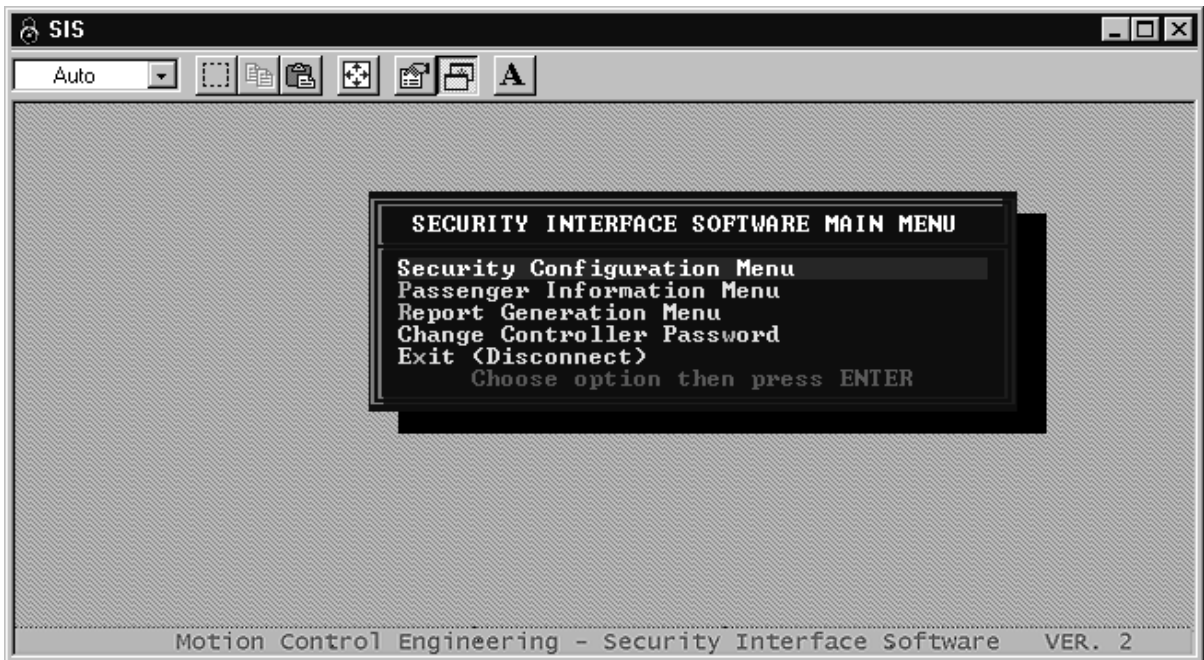 SIS
Auto
A
SECURITY INTERFACE SOFTWARE MAIN MENU
Security Configuration Menu
Passenger Information Menu
Report Generation Menu
Change Controller Password
Exit (Disconnect)
Choose option then press ENTER
Motion Control Engineering - Security Interface Software VER. 2